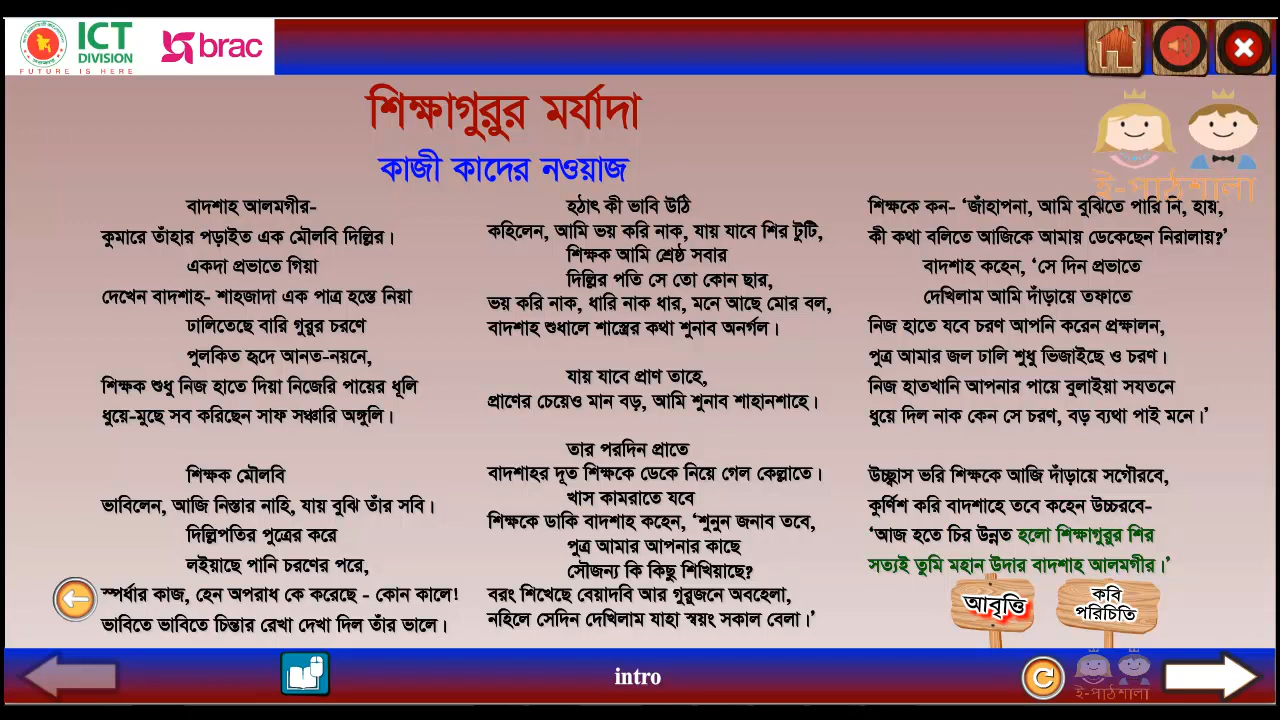 ICT
DIVISION
FUTURE IS HERE
brac
শিক্ষাগুরুর মর্যাদা
কাজী কাদের নওয়াজ
ই-পাঠশালা
বাদশাহ আলমগীর-
কুমারে তাঁহার পড়াইত এক মৌলবি দিল্লির।
একদা প্রভাতে গিয়া
দেখেন বাদশাহ- শাহজাদা এক পাত্র হস্তে নিয়া
ঢালিতেছে বারি গুরুর চরণে
পুলকিত হৃদে আনত-নয়নে,
শিক্ষক শুধু নিজ হাতে দিয়া নিজেরি পায়ের ধূলি
ধুয়ে-মুছে সব করিছেন সাফ সঞ্চারি অঙ্গুলি।
শিক্ষক মৌলবি
ভাবিলেন, আজি নিস্তার নাহি, যায় বুঝি তাঁর সবি।
দিল্লিপতির পুত্রের করে
লইয়াছে পানি চরণের পরে,
স্পর্ধার কাজ, হেন অপরাধ কে করেছে - কোন কালে!
ভাবিতে ভাবিতে চিন্তার রেখা দেখা দিল তাঁর ভালে।
হঠাৎ কী ভাবি উঠি
কহিলেন, আমি ভয় করি নাক, যায় যাবে শির টুটি,
শিক্ষক আমি শ্রেষ্ঠ সবার
দিল্লির পতি সে তো কোন ছার,
ভয় করি নাক, ধারি নাক ধার, মনে আছে মোর বল,
বাদশাহ শুধালে শাস্ত্রের কথা শুনাব অনর্গল।
যায় যাবে প্রাণ তাহে,
প্রাণের চেয়েও মান বড়, আমি শুনাব শাহানশাহে।
তার পরদিন প্রাতে
বাদশাহর দূত শিক্ষকে ডেকে নিয়ে গেল কেল্লাতে।
খাস কামরাতে যবে
শিক্ষকে ডাকি বাদশাহ কহেন, ‘শুনুন জনাব তবে,
পুত্র আমার আপনার কাছে
সৌজন্য কি কিছু শিখিয়াছে?
বরং শিখেছে বেয়াদবি আর গুরুজনে অবহেলা,
নহিলে সেদিন দেখিলাম যাহা স্বয়ং সকাল বেলা।’
শিক্ষকে কন- ‘জাঁহাপনা, আমি বুঝিতে পারি নি, হায়,
কী কথা বলিতে আজিকে আমায় ডেকেছেন নিরালায়?’
বাদশাহ কহেন, ‘সে দিন প্রভাতে
দেখিলাম আমি দাঁড়ায়ে তফাতে
নিজ হাতে যবে চরণ আপনি করেন প্রক্ষালন,
পুত্র আমার জল ঢালি শুধু ভিজাইছে ও চরণ।
নিজ হাতখানি আপনার পায়ে বুলাইয়া সযতনে
ধুয়ে দিল নাক কেন সে চরণ, বড় ব্যথা পাই মনে।’
উচ্ছ্বাস ভরি শিক্ষকে আজি দাঁড়ায়ে সগৌরবে,
কুর্ণিশ করি বাদশাহে তবে কহেন উচ্চরবে-
‘আজ হতে চির উন্নত হলো শিক্ষাগুরুর শির
সত্যই তুমি মহান উদার বাদশাহ আলমগীর।’
আবৃত্তি
কবি
পরিচিতি
intro
ই-পাঠশালা